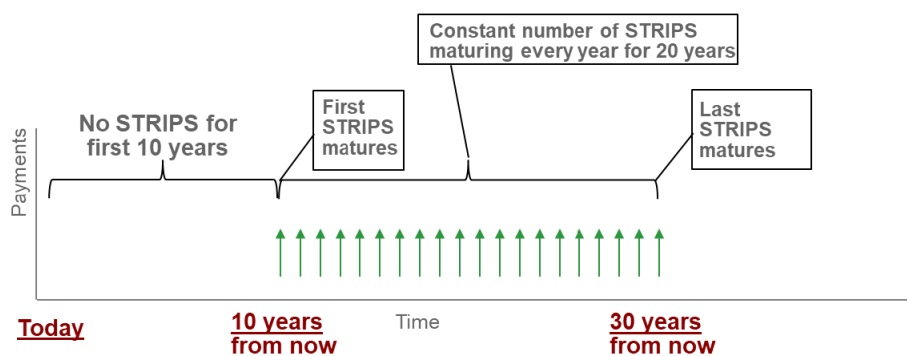 Constant number of STRIPS
maturing every year for 20 years
No STRIPS for
first 10 years
First
STRIPS
matures
Last
STRIPS
matures
Payments
Today
10 years
from now
Time
30 years
from now